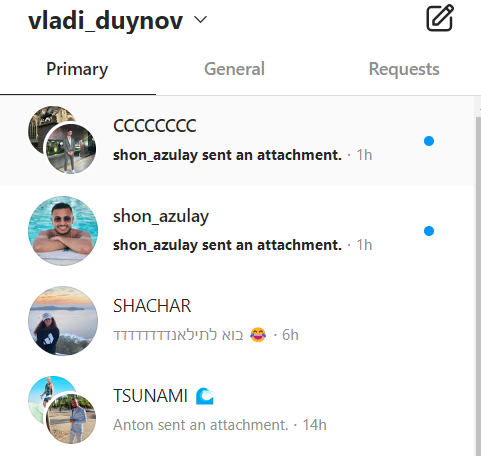 vladi_duynov
Primary General Requests
CCCCCCCC
shon_azulay sent an attachment. · 1h
shon_azulay
shon_azulay sent an attachment. · 1h
SHACHAR
בוא לתילאנדדדדדדדדד 😂 · 6h
TSUNAMI 🌊
Anton sent an attachment. · 14h